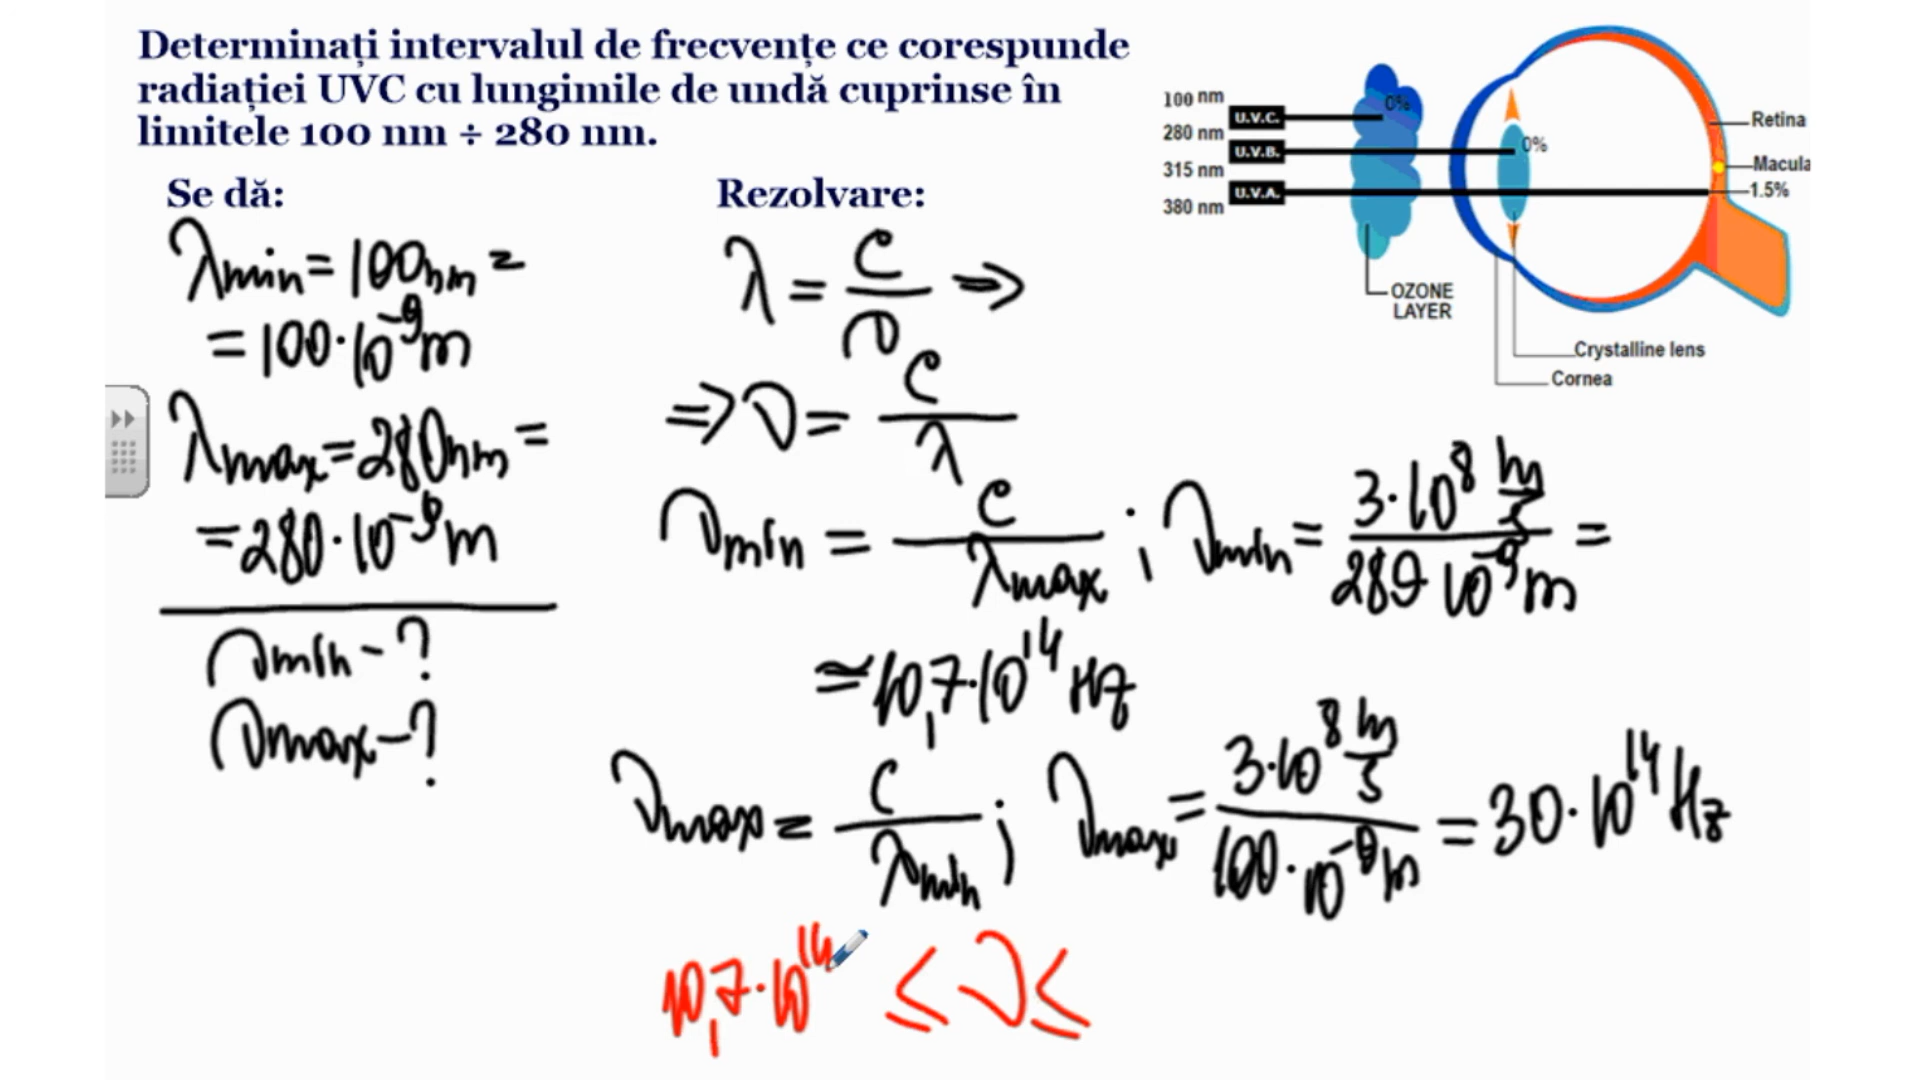 Determinați intervalul de frecvențe ce corespunde
radiației UVC cu lungimile de undă cuprinse în
limitele 100 nm ÷ 280 nm.
Se dă:
λmin = 100nm =
= 100·10⁻⁹m
λmax = 280nm =
= 280·10⁻⁹m
νmin - ?
νmax - ?
Rezolvare:
λ = c/ν ⇒
⇒ ν = c/λ
νmin = c/λmax ; νmin = 3·10⁸ m/s / 280·10⁻⁹m =
≈ 10,7·10¹⁴ Hz
νmax = c/λmin ; νmax = 3·10⁸ m/s / 100·10⁻⁹m = 30·10¹⁴ Hz
10,7·10¹⁴ ≤ ν ≤
100 nm
U.V.C.
0%
280 nm
U.V.B.
0%
315 nm
U.V.A.
380 nm
Retina
Macula
1.5%
OZONE
LAYER
Crystalline lens
Cornea